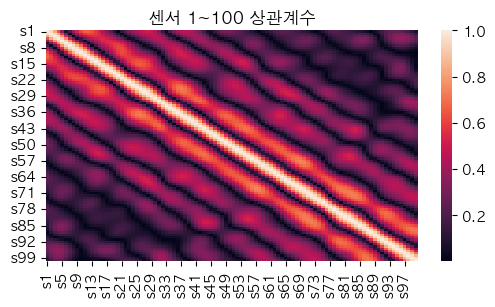 센서 1~100 상관계수
s1
s8
s15
s22
s29
s36
s43
s50
s57
s64
s71
s78
s85
s92
s99
s1
s5
s9
s13
s17
s21
s25
s29
s33
s37
s41
s45
s49
s53
s57
s61
s65
s69
s73
s77
s81
s85
s89
s93
s97
1.0
0.8
0.6
0.4
0.2